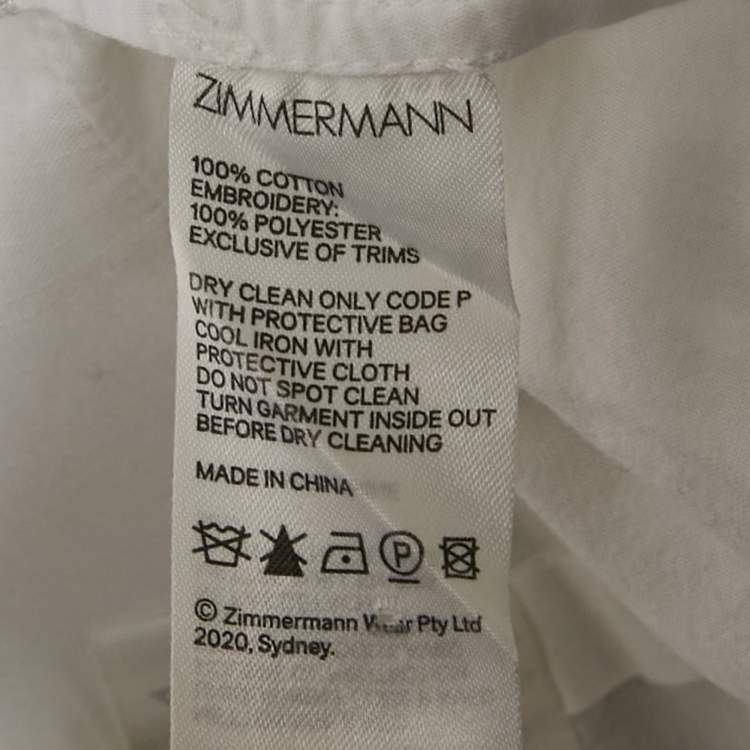 ZIMMERMANN
100% COTTON
EMBROIDERY:
100% POLYESTER
EXCLUSIVE OF TRIMS
DRY CLEAN ONLY CODE P
WITH PROTECTIVE BAG
COOL IRON WITH
PROTECTIVE CLOTH
DO NOT SPOT CLEAN
TURN GARMENT INSIDE OUT
BEFORE DRY CLEANING
MADE IN CHINA
P
© Zimmermann Wear Pty Ltd
2020, Sydney.